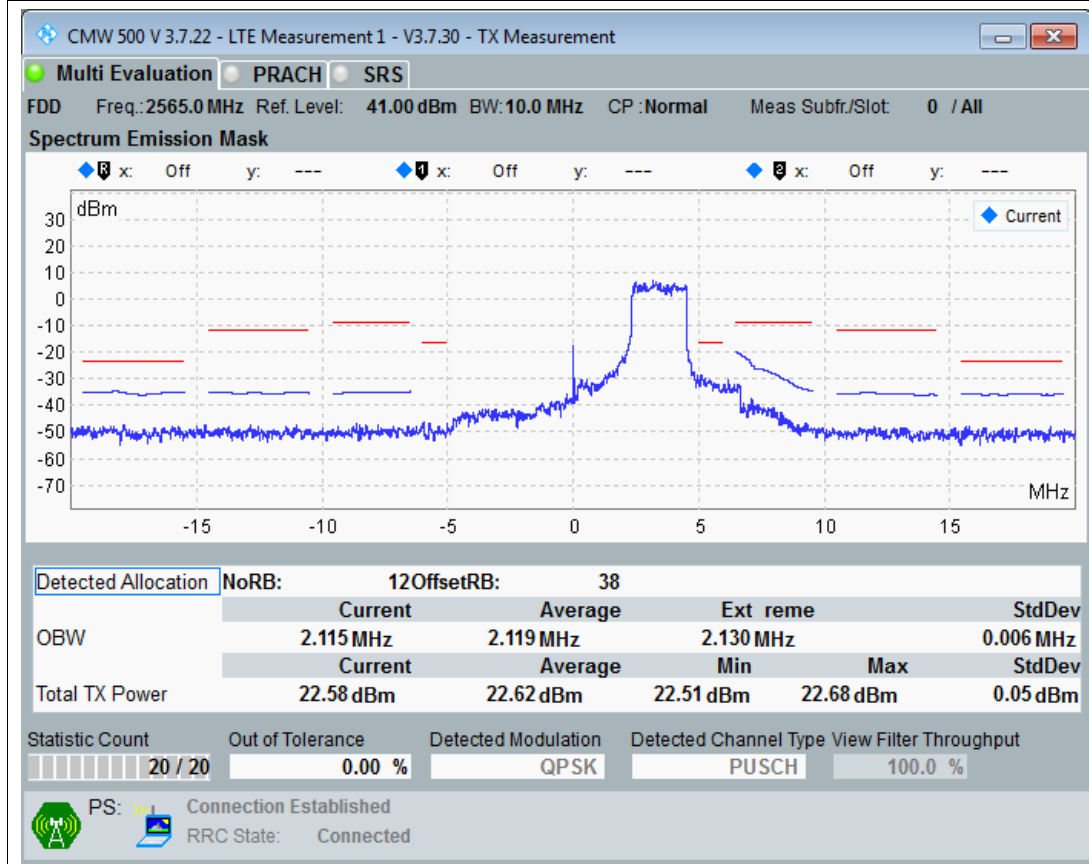 CMW 500 V 3.7.22 - LTE Measurement 1 - V3.7.30 - TX Measurement
Multi Evaluation PRACH SRS
FDD Freq.: 2565.0 MHz Ref. Level: 41.00 dBm BW: 10.0 MHz CP : Normal Meas Subfr./Slot: 0 / All
Spectrum Emission Mask
R x: Off y: --- 1 x: Off y: --- 2 x: Off y: ---
dBm
Current
30
20
10
0
-10
-20
-30
-40
-50
-60
-70
MHz
-15 -10 -5 0 5 10 15
Detected Allocation NoRB: 12 OffsetRB: 38
Current Average Ext reme StdDev
OBW 2.115 MHz 2.119 MHz 2.130 MHz 0.006 MHz
Current Average Min Max StdDev
Total TX Power 22.58 dBm 22.62 dBm 22.51 dBm 22.68 dBm 0.05 dBm
Statistic Count Out of Tolerance Detected Modulation Detected Channel Type View Filter Throughput
20 / 20 0.00 % QPSK PUSCH 100.0 %
PS: Connection Established
RRC State: Connected